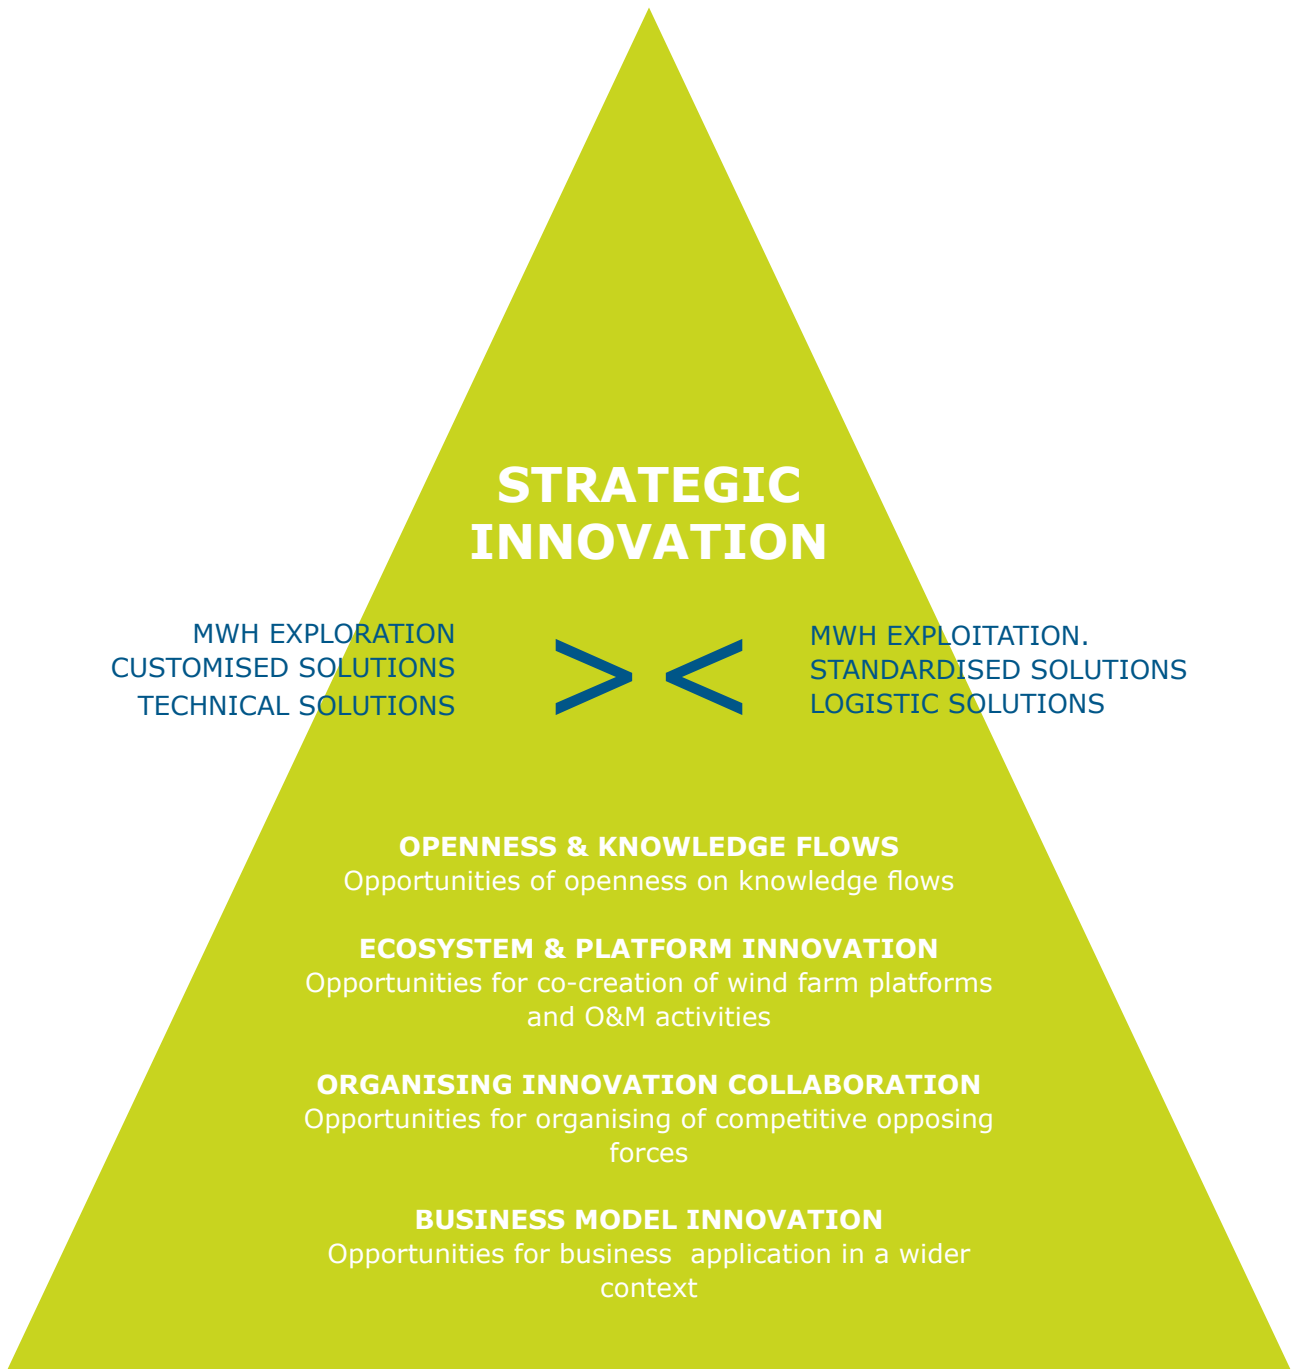 STRATEGIC
INNOVATION
MWH EXPLORATION
CUSTOMISED SOLUTIONS
TECHNICAL SOLUTIONS
> <
MWH EXPLOITATION.
STANDARDISED SOLUTIONS
LOGISTIC SOLUTIONS
OPENNESS & KNOWLEDGE FLOWS
Opportunities of openness on knowledge flows
ECOSYSTEM & PLATFORM INNOVATION
Opportunities for co-creation of wind farm platforms
and O&M activities
ORGANISING INNOVATION COLLABORATION
Opportunities for organising of competitive opposing
forces
BUSINESS MODEL INNOVATION
Opportunities for business  application in a wider
context